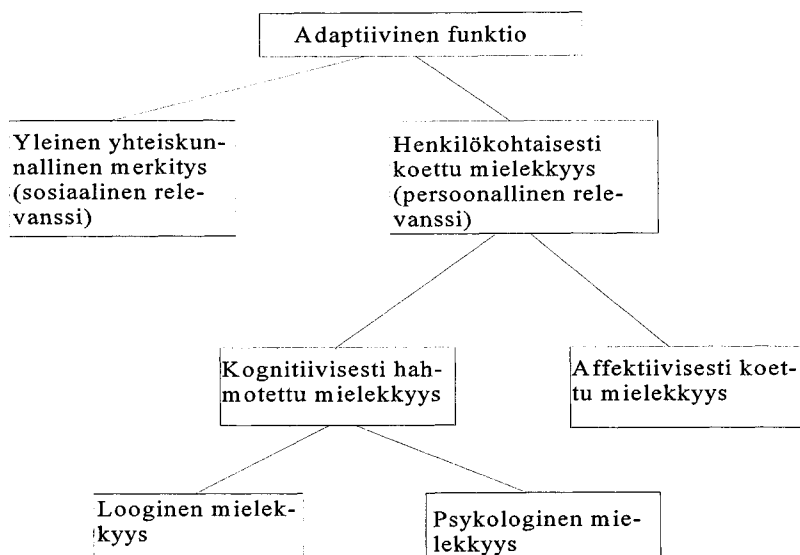 Adaptiivinen funktio
Yleinen yhteiskun-
nallinen merkitys
(sosiaalinen rele-
vanssi)
Henkilökohtaisesti
koettu mielekkyys
(persoonallinen rele-
vanssi)
Kognitiivisesti hah-
motettu mielekkyys
Affektiivisesti koet-
tu mielekkyys
Looginen mielek-
kyys
Psykologinen mie-
lekkyys